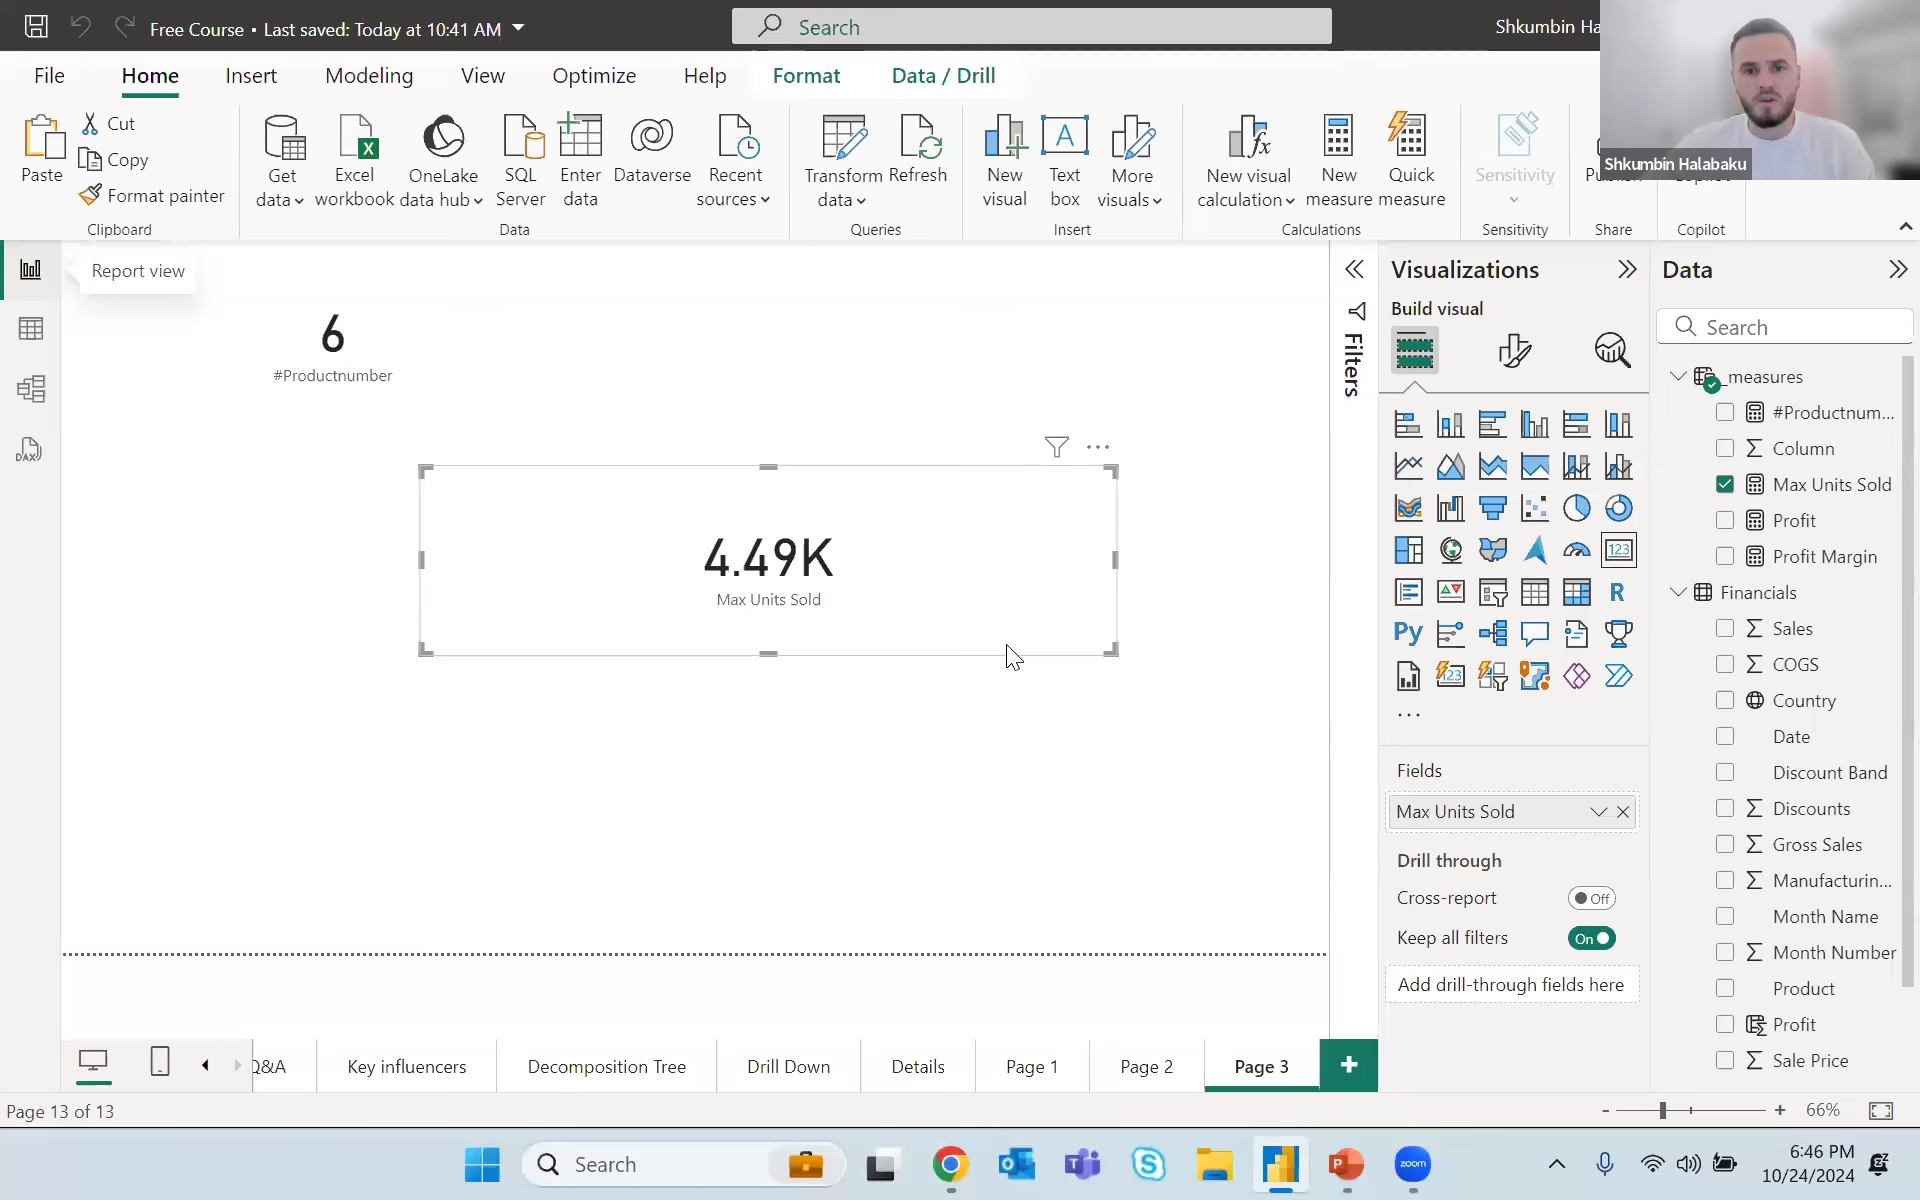 Free Course • Last saved: Today at 10:41 AM
Search
Shkumbin Ha
Shkumbin Halabaku
File
Home
Insert
Modeling
View
Optimize
Help
Format
Data / Drill
Paste
Cut
Copy
Format painter
Clipboard
Get data
Excel workbook
OneLake data hub
SQL Server
Enter data
Dataverse
Recent sources
Data
Transform data
Refresh
Queries
New visual
Text box
More visuals
Insert
New visual calculation
New measure
Quick measure
Calculations
Sensitivity
Sensitivity
Share
Copilot
Report view
6
#Productnumber
4.49K
Max Units Sold
Filters
Visualizations
Build visual
123
R
Py
123
Fields
Max Units Sold
Drill through
Cross-report
Off
Keep all filters
On
Add drill-through fields here
Data
Search
_measures
#Productnum...
Column
Max Units Sold
Profit
Profit Margin
Financials
Sales
COGS
Country
Date
Discount Band
Discounts
Gross Sales
Manufacturin...
Month Name
Month Number
Product
Profit
Sale Price
DAX
Q&A
Key influencers
Decomposition Tree
Drill Down
Details
Page 1
Page 2
Page 3
Page 13 of 13
66%
Search
zoom
6:46 PM
10/24/2024